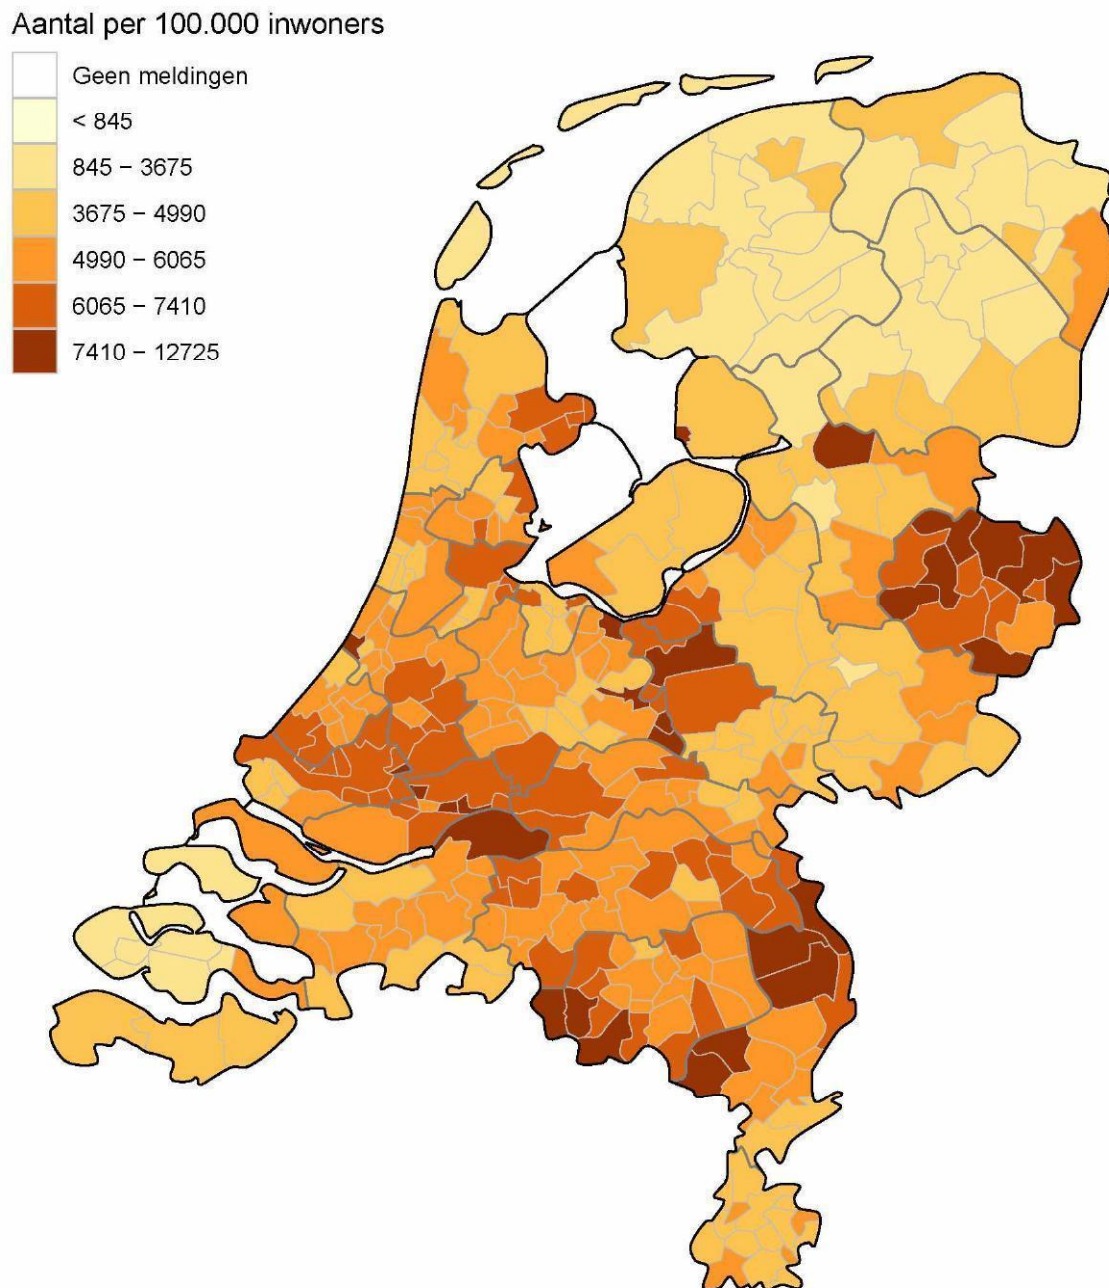 Aantal per 100.000 inwoners
Geen meldingen
< 845
845 − 3675
3675 − 4990
4990 − 6065
6065 − 7410
7410 − 12725